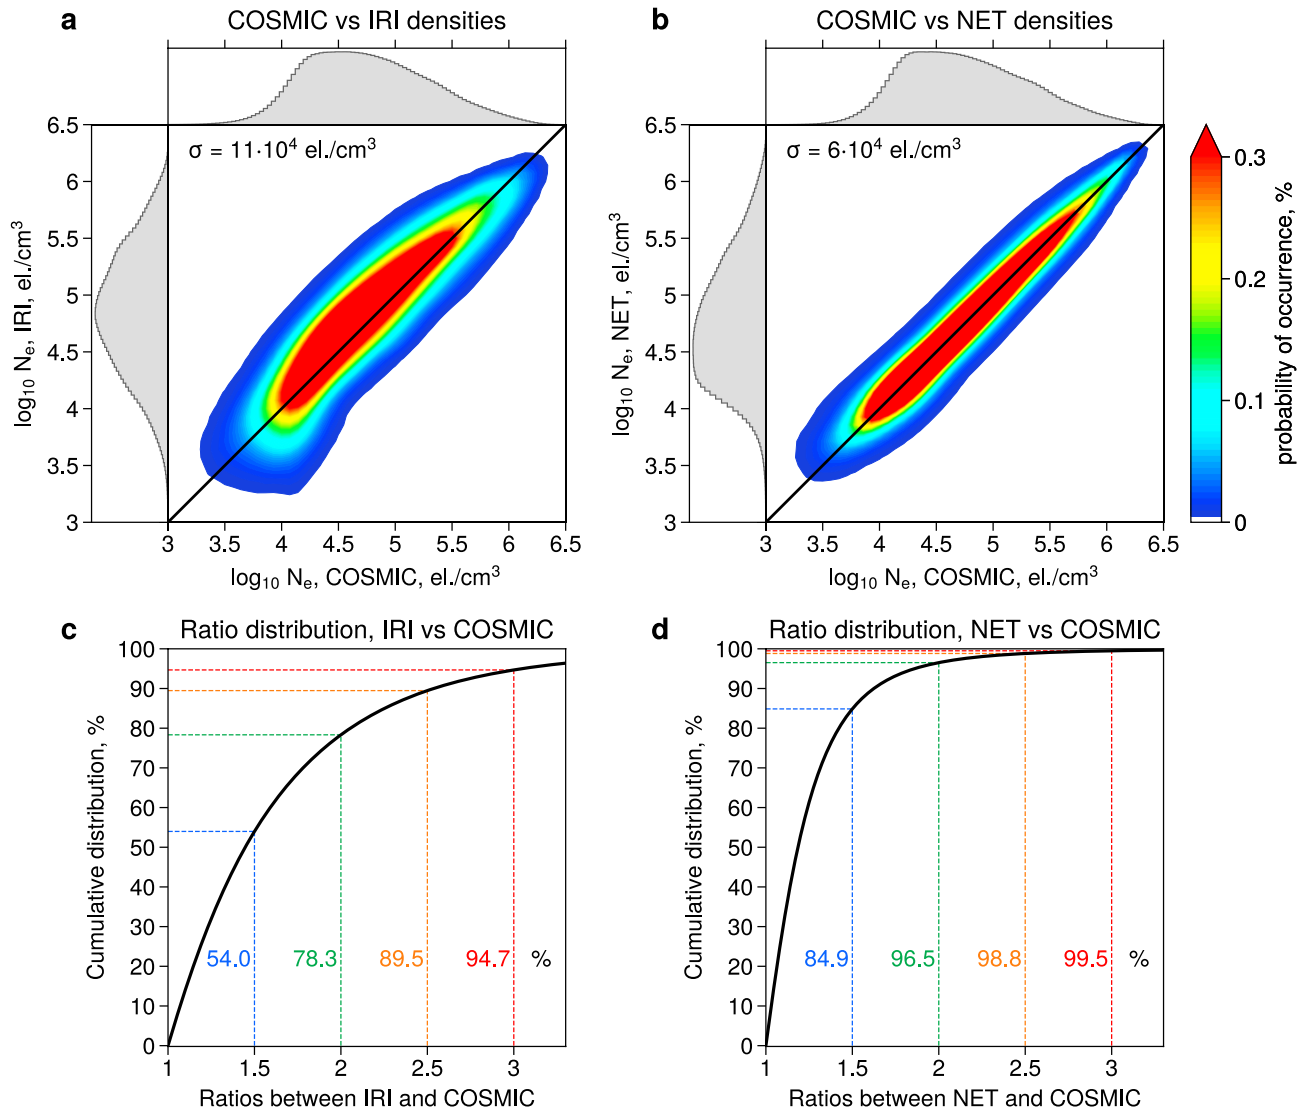 a COSMIC vs IRI densities
b COSMIC vs NET densities
σ = 11·10⁴ el./cm³
σ = 6·10⁴ el./cm³
log₁₀ Nₑ, IRI, el./cm³
6.5
6
5.5
5
4.5
4
3.5
3
3 3.5 4 4.5 5 5.5 6 6.5
log₁₀ Nₑ, COSMIC, el./cm³
log₁₀ Nₑ, NET, el./cm³
6.5
6
5.5
5
4.5
4
3.5
3
3 3.5 4 4.5 5 5.5 6 6.5
log₁₀ Nₑ, COSMIC, el./cm³
0.3
0.2
0.1
0
probability of occurrence, %
c Ratio distribution, IRI vs COSMIC
Cumulative distribution, %
100
90
80
70
60
50
40
30
20
10
0
54.0 78.3 89.5 94.7 %
1 1.5 2 2.5 3
Ratios between IRI and COSMIC
d Ratio distribution, NET vs COSMIC
Cumulative distribution, %
100
90
80
70
60
50
40
30
20
10
0
84.9 96.5 98.8 99.5 %
1 1.5 2 2.5 3
Ratios between NET and COSMIC